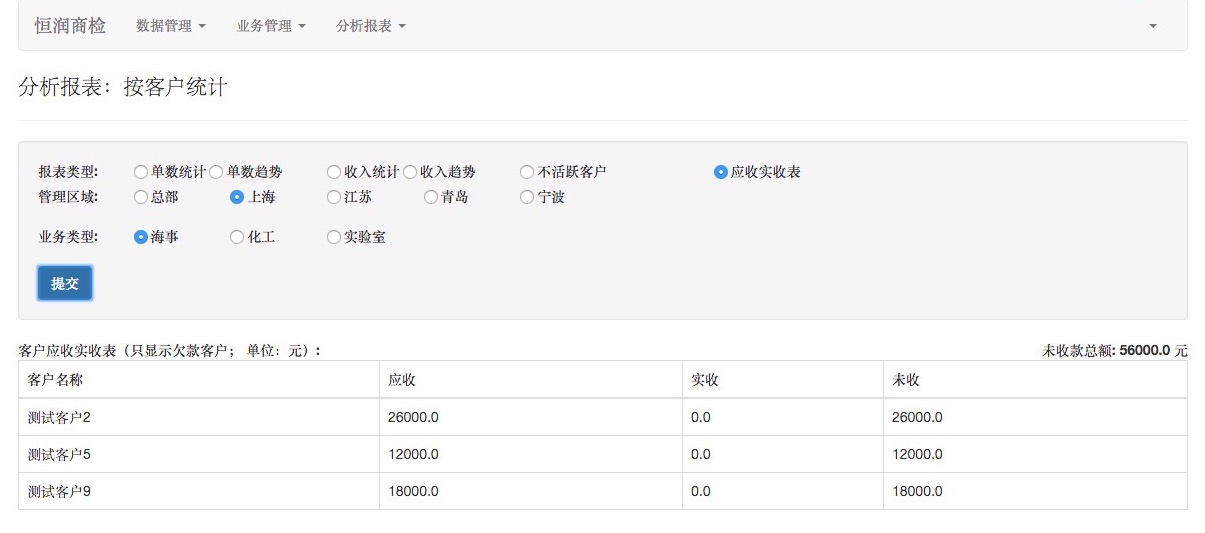 恒润商检 数据管理 业务管理 分析报表
分析报表：按客户统计
报表类型: 单数统计 单数趋势 收入统计 收入趋势 不活跃客户 应收实收表
管理区域: 总部 上海 江苏 青岛 宁波
业务类型: 海事 化工 实验室
提交
客户应收实收表（只显示欠款客户； 单位：元）： 未收款总额: 56000.0 元
客户名称 应收 实收 未收
测试客户2 26000.0 0.0 26000.0
测试客户5 12000.0 0.0 12000.0
测试客户9 18000.0 0.0 18000.0